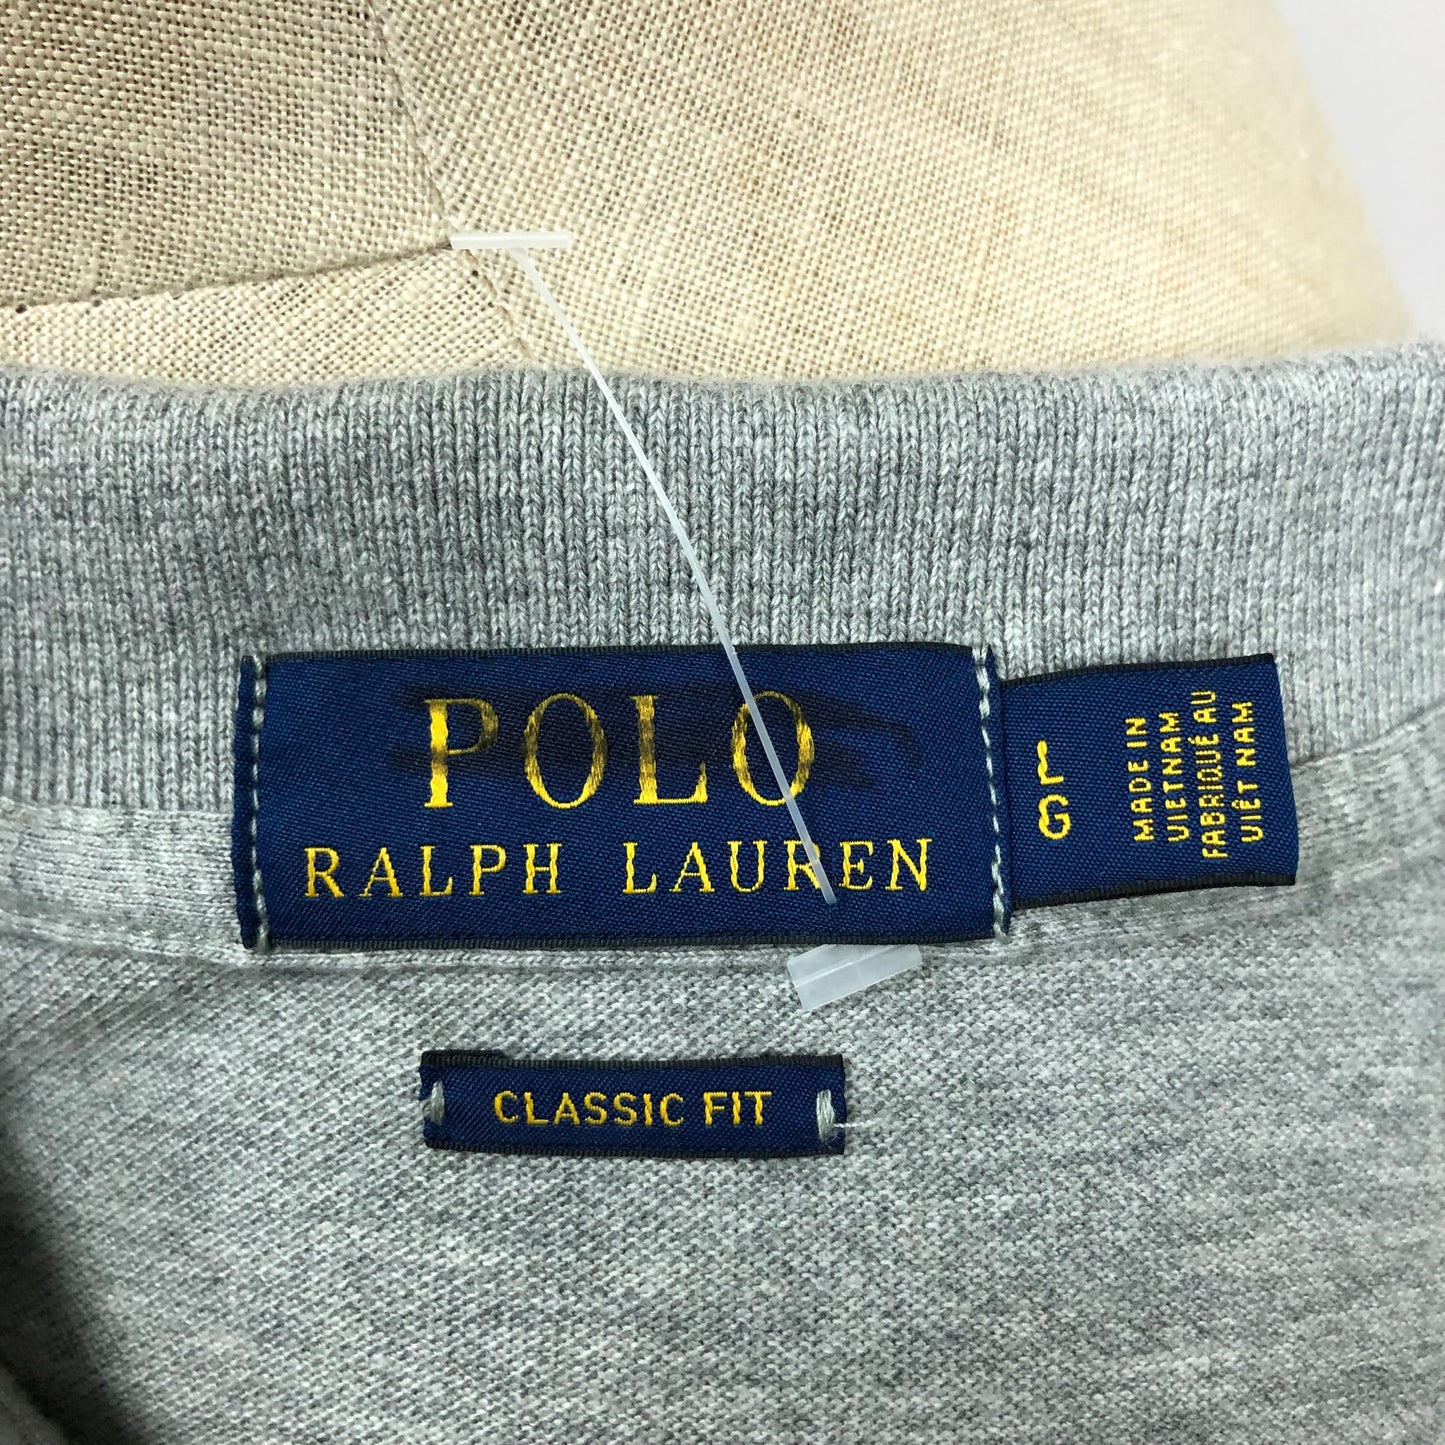 POLO
RALPH LAUREN
L
G
MADE IN
VIETNAM
FABRIQUÉ AU
VIÊT NAM
CLASSIC FIT